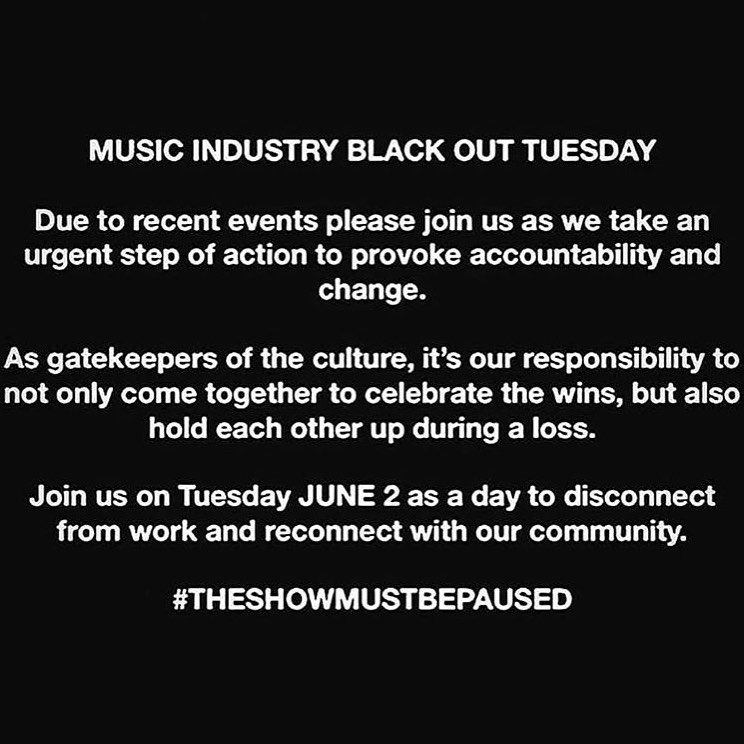 MUSIC INDUSTRY BLACK OUT TUESDAY
Due to recent events please join us as we take an
urgent step of action to provoke accountability and
change.
As gatekeepers of the culture, it’s our responsibility to
not only come together to celebrate the wins, but also
hold each other up during a loss.
Join us on Tuesday JUNE 2 as a day to disconnect
from work and reconnect with our community.
#THESHOWMUSTBEPAUSED